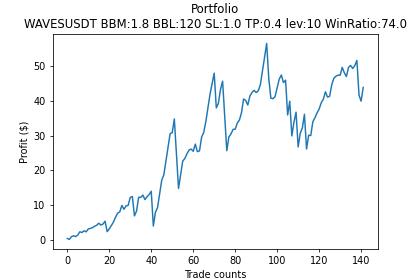 Portfolio
WAVESUSDT BBM:1.8 BBL:120 SL:1.0 TP:0.4 lev:10 WinRatio:74.0
Profit ($)
50
40
30
20
10
0
0 20 40 60 80 100 120 140
Trade counts